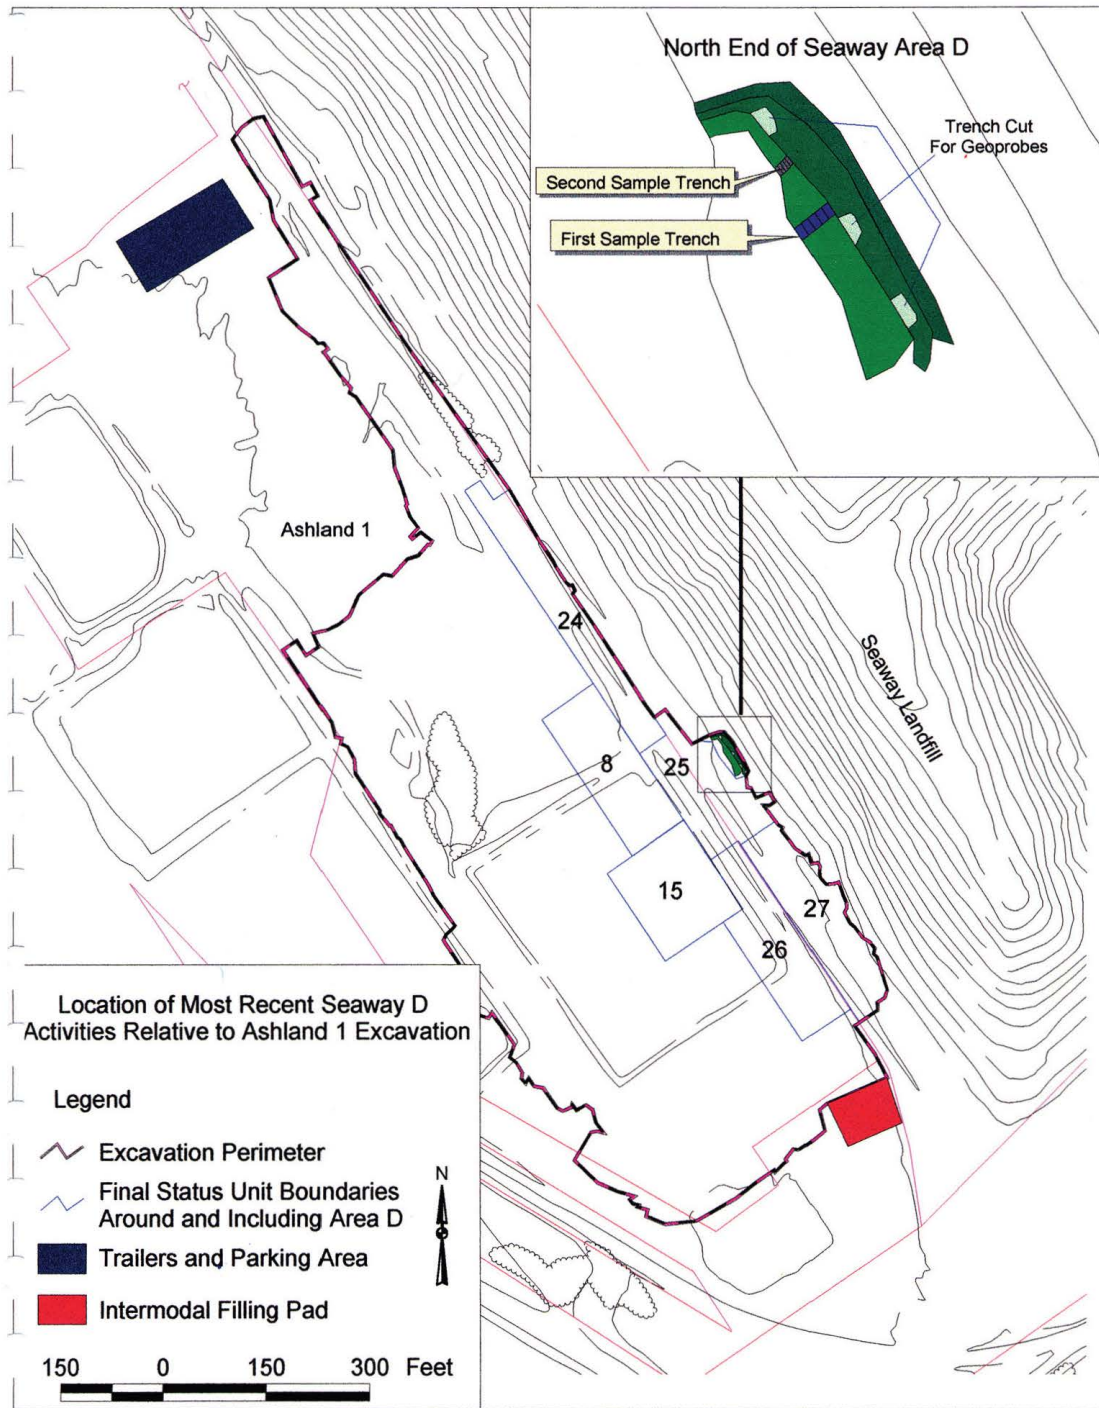 North End of Seaway Area D
Trench Cut
For Geoprobes
Second Sample Trench
First Sample Trench
Ashland 1
24
8
25
Seaway Landfill
15
27
26
Location of Most Recent Seaway D
Activities Relative to Ashland 1 Excavation
Legend
Excavation Perimeter
Final Status Unit Boundaries
Around and Including Area D
Trailers and Parking Area
Intermodal Filling Pad
N
150 0 150 300 Feet